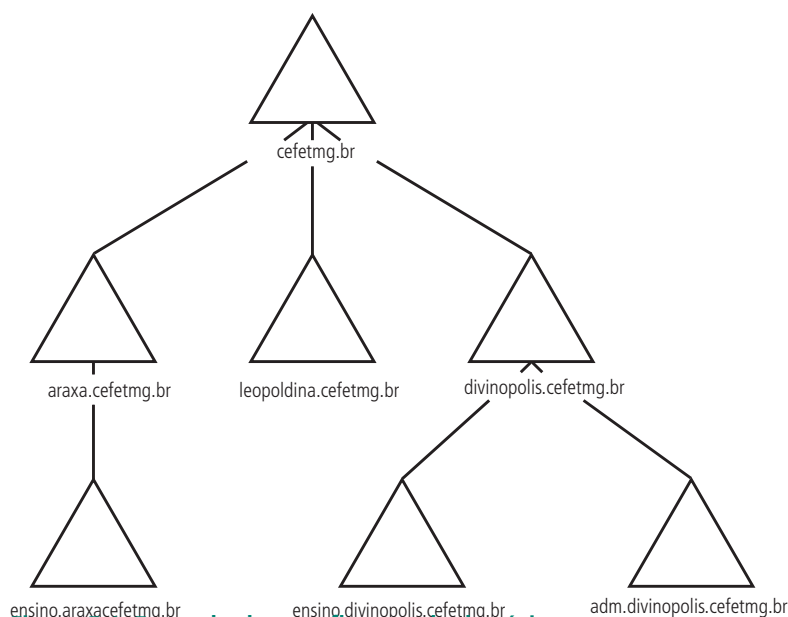 cefetmg.br
araxa.cefetmg.br
leopoldina.cefetmg.br
divinopolis.cefetmg.br
ensino.araxacefetmg.br
ensino.divinopolis.cefetmg.br
adm.divinopolis.cefetmg.br